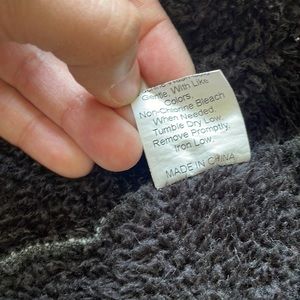 Gentle, With Like
Colors,
Non-Chlorine Bleach
When Needed.
Tumble Dry Low.
Remove Promptly,
Iron Low.
MADE IN CHINA